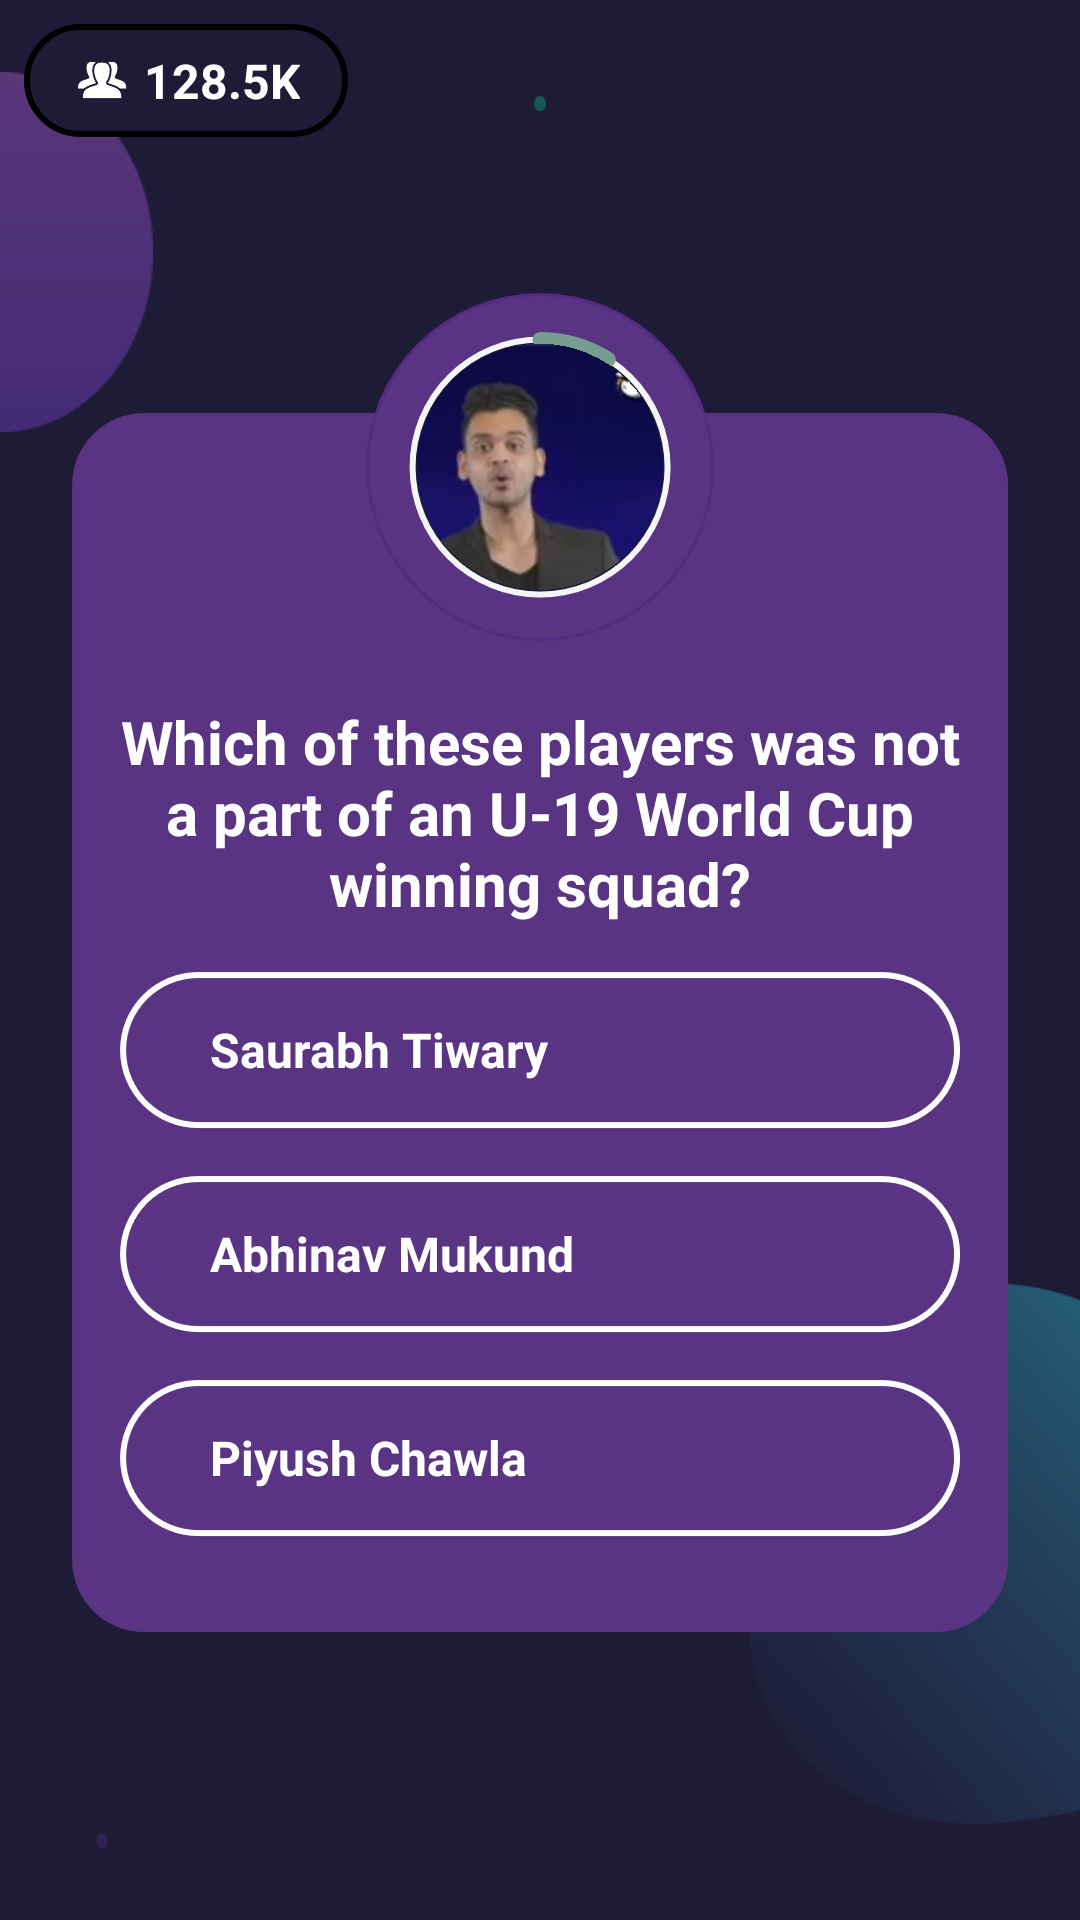 128.5K
Which of these players was not
a part of an U-19 World Cup
winning squad?
Saurabh Tiwary
Abhinav Mukund
Piyush Chawla